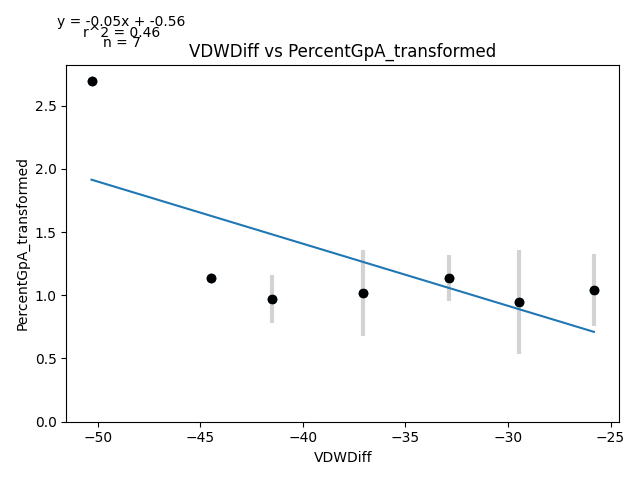 y = -0.05x + -0.56
r^2 = 0.46
n = 7
VDWDiff vs PercentGpA_transformed
2.5
2.0
1.5
1.0
0.5
0.0
PercentGpA_transformed
−50
−45
−40
−35
−30
−25
VDWDiff